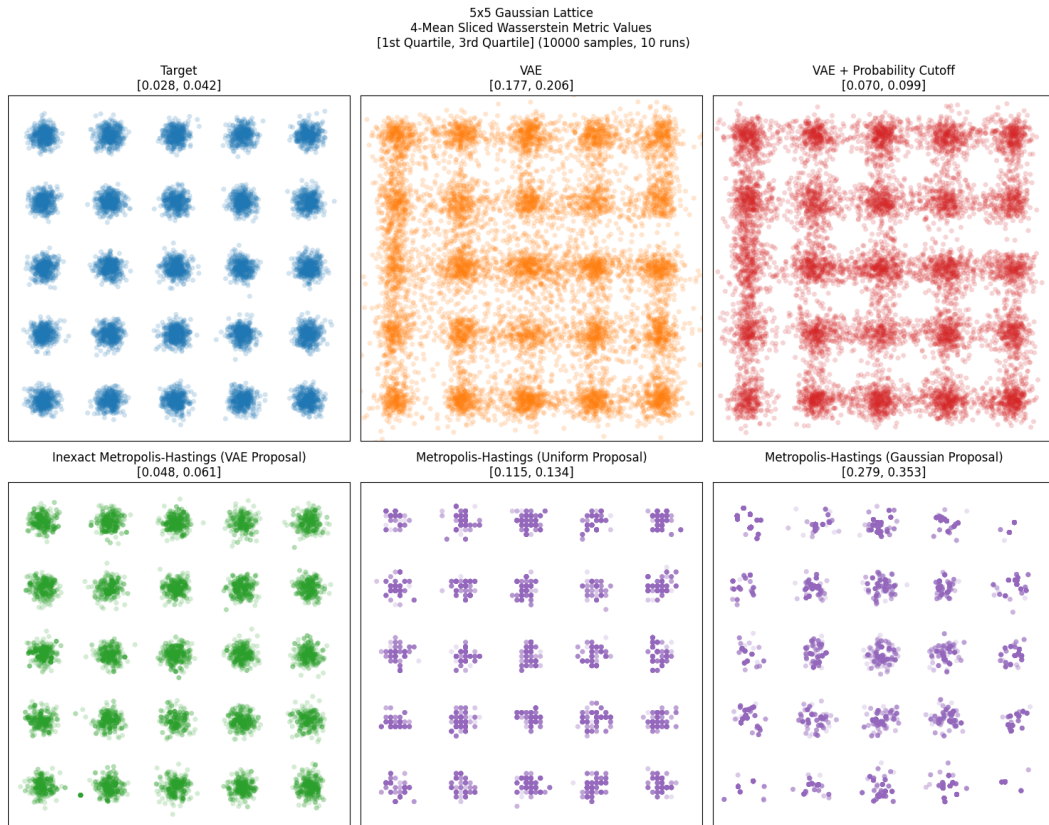 5x5 Gaussian Lattice
4-Mean Sliced Wasserstein Metric Values
[1st Quartile, 3rd Quartile] (10000 samples, 10 runs)
Target
[0.028, 0.042]
VAE
[0.177, 0.206]
VAE + Probability Cutoff
[0.070, 0.099]
Inexact Metropolis-Hastings (VAE Proposal)
[0.048, 0.061]
Metropolis-Hastings (Uniform Proposal)
[0.115, 0.134]
Metropolis-Hastings (Gaussian Proposal)
[0.279, 0.353]